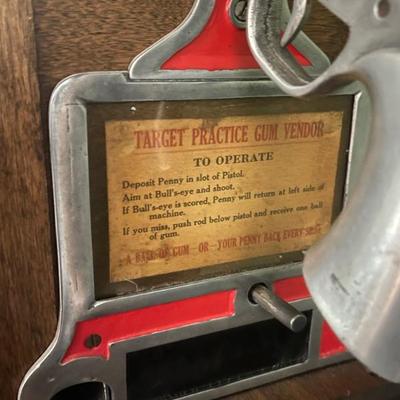 TARGET PRACTICE GUM VENDOR
TO OPERATE
Deposit Penny in slot of Pistol.
Aim at Bull's-eye and shoot.
If Bull's-eye is scored, Penny will return at left side of
machine.
If you miss, push rod below pistol and receive one ball
of gum.
A BALL OF GUM - OR - YOUR PENNY BACK EVERY SHOT